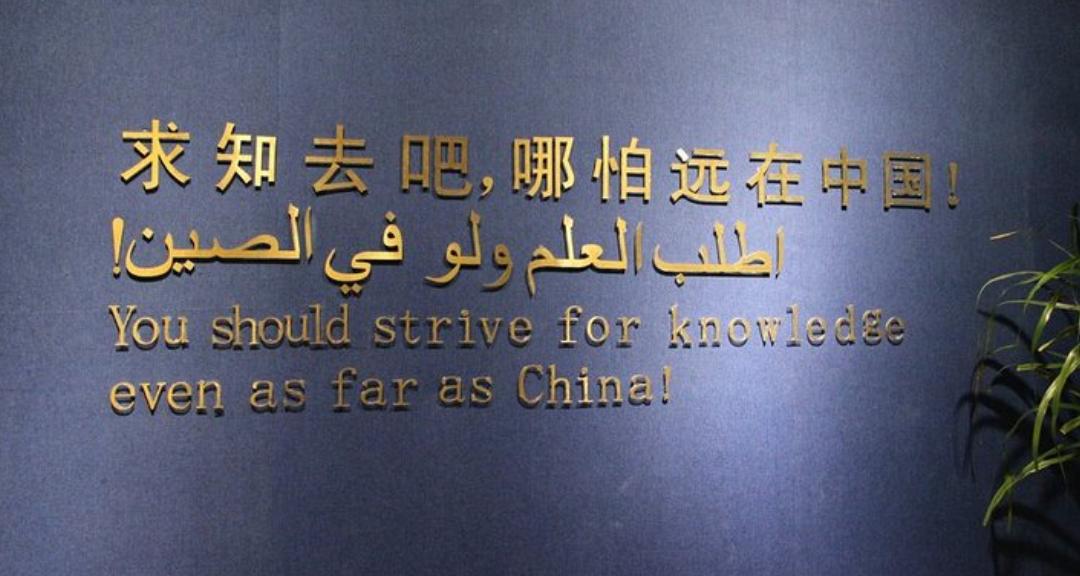 求知去吧,哪怕远在中国!
اطلب العلم ولو في الصين!
You should strive for knowledge
even as far as China!